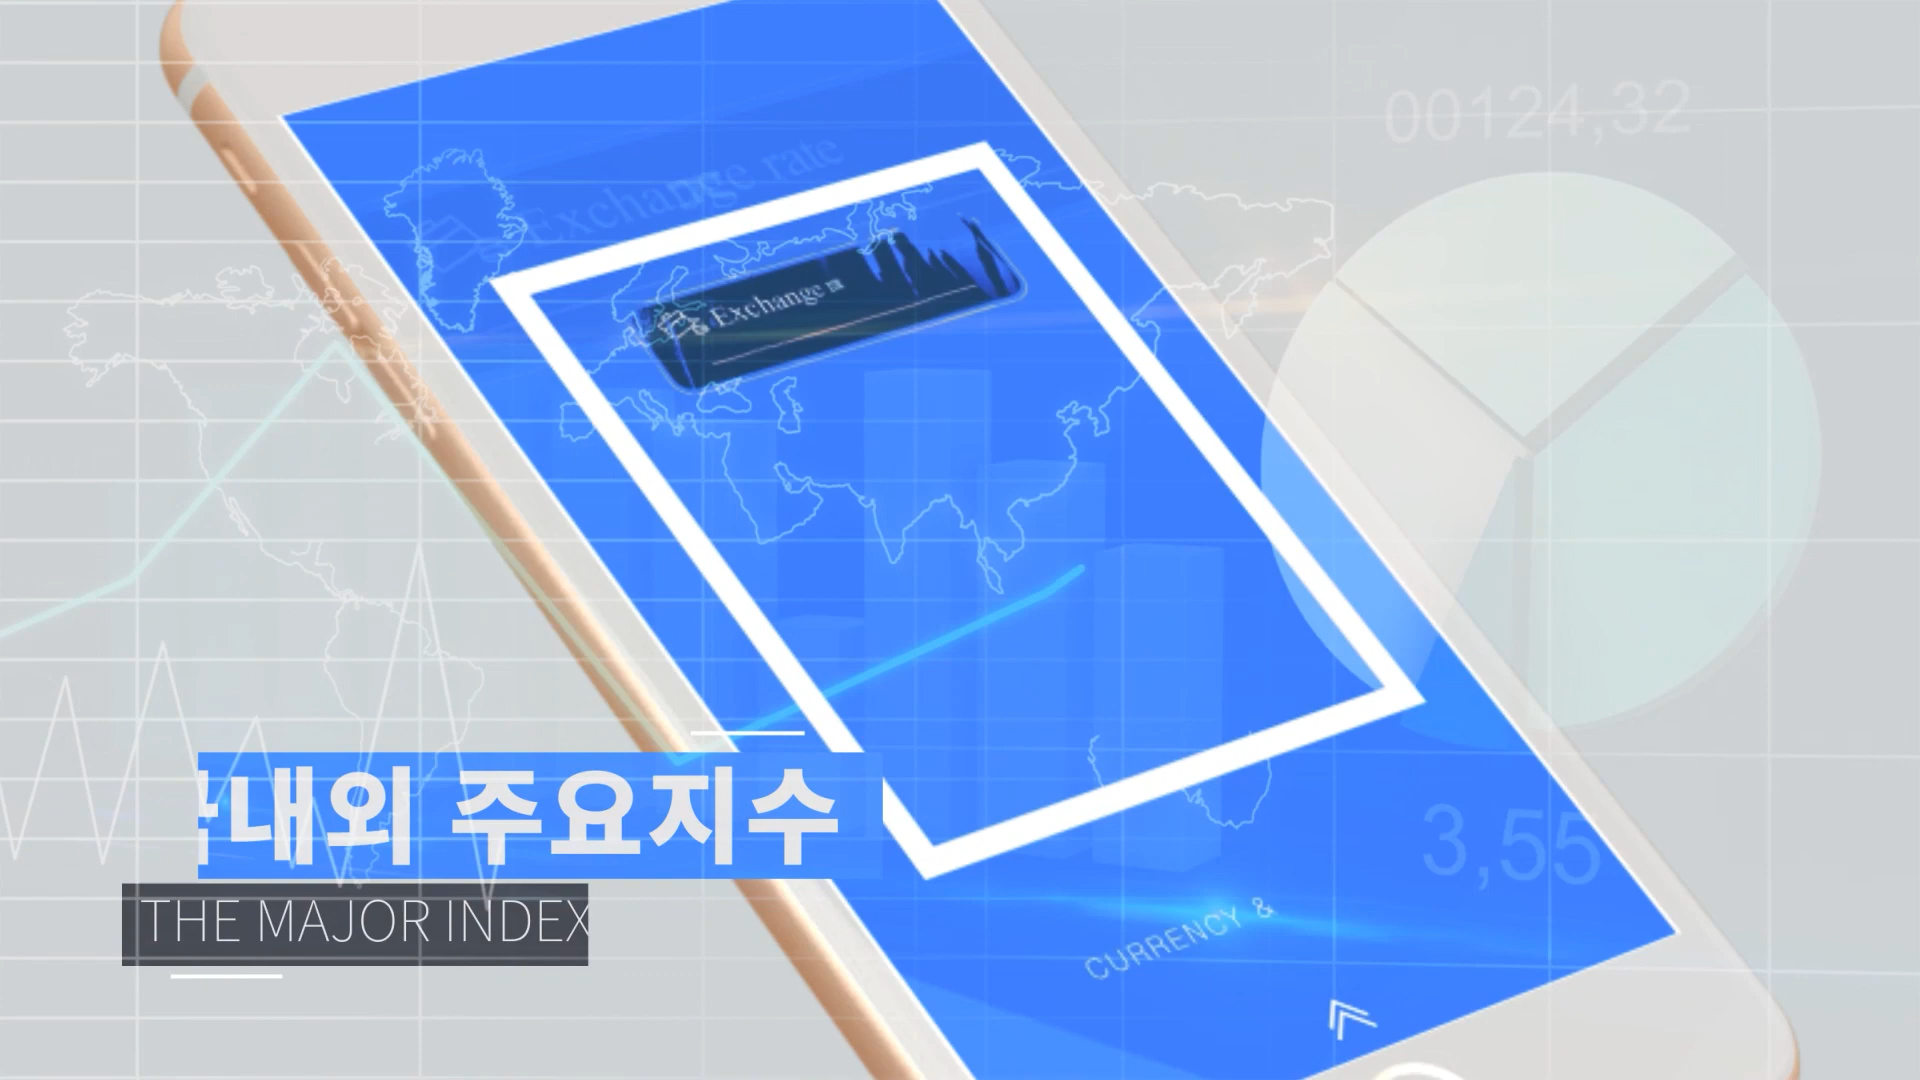 00124,32
Exchange rate
Exchange
내외 주요지수
THE MAJOR INDEX
3,55
CURRENCY &